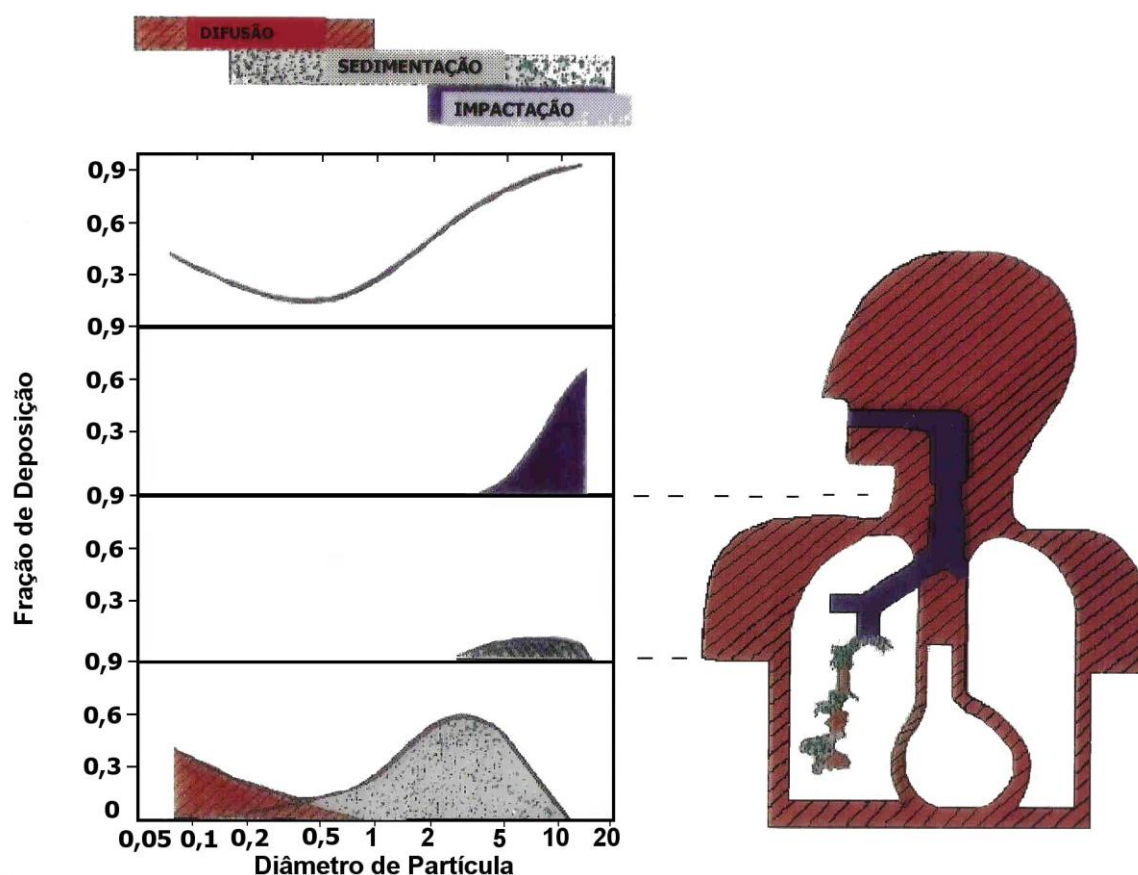 DIFUSÃO
SEDIMENTAÇÃO
IMPACTAÇÃO
0,9
0,6
0,3
0,9
0,6
0,3
0,9
0,6
0,3
0,9
0,6
0,3
0
0,05 0,1 0,2 0,5 1 2 5 10 20
Diâmetro de Partícula
Fração de Deposição